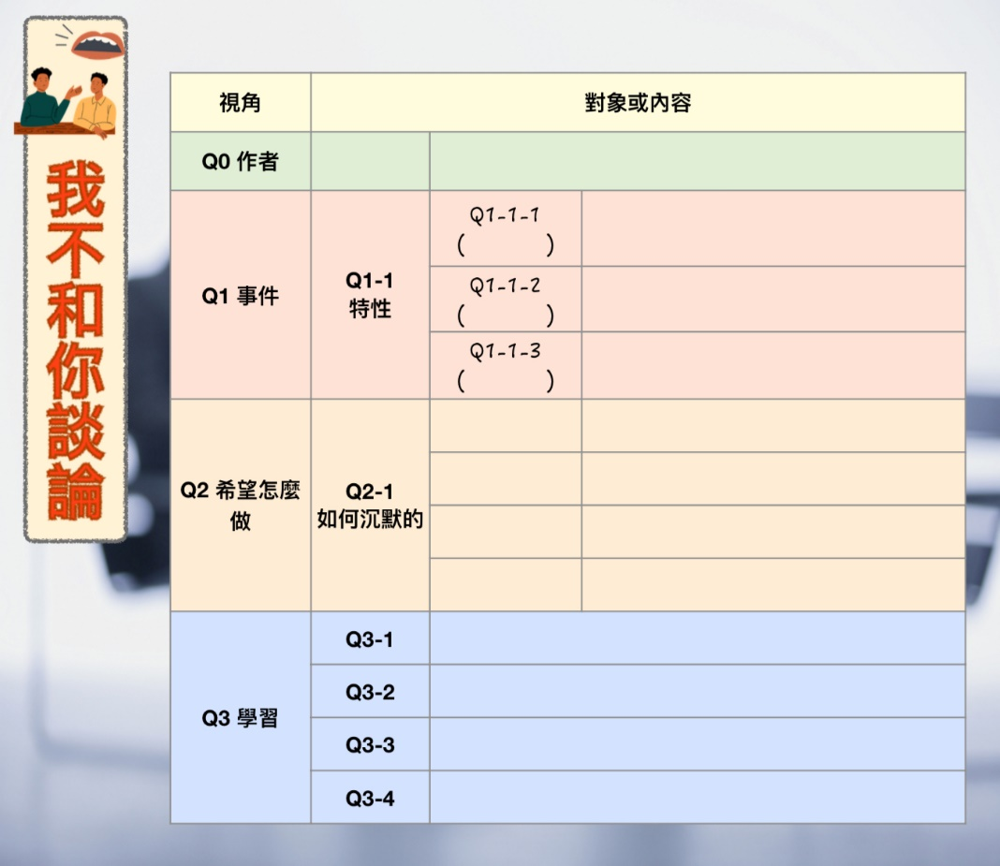 我不和你談論
視角
對象或內容
Q0 作者
Q1 事件
Q1-1
特性
Q1-1-1
(　　　)
Q1-1-2
(　　　)
Q1-1-3
(　　　)
Q2 希望怎麼
做
Q2-1
如何沉默的
Q3 學習
Q3-1
Q3-2
Q3-3
Q3-4